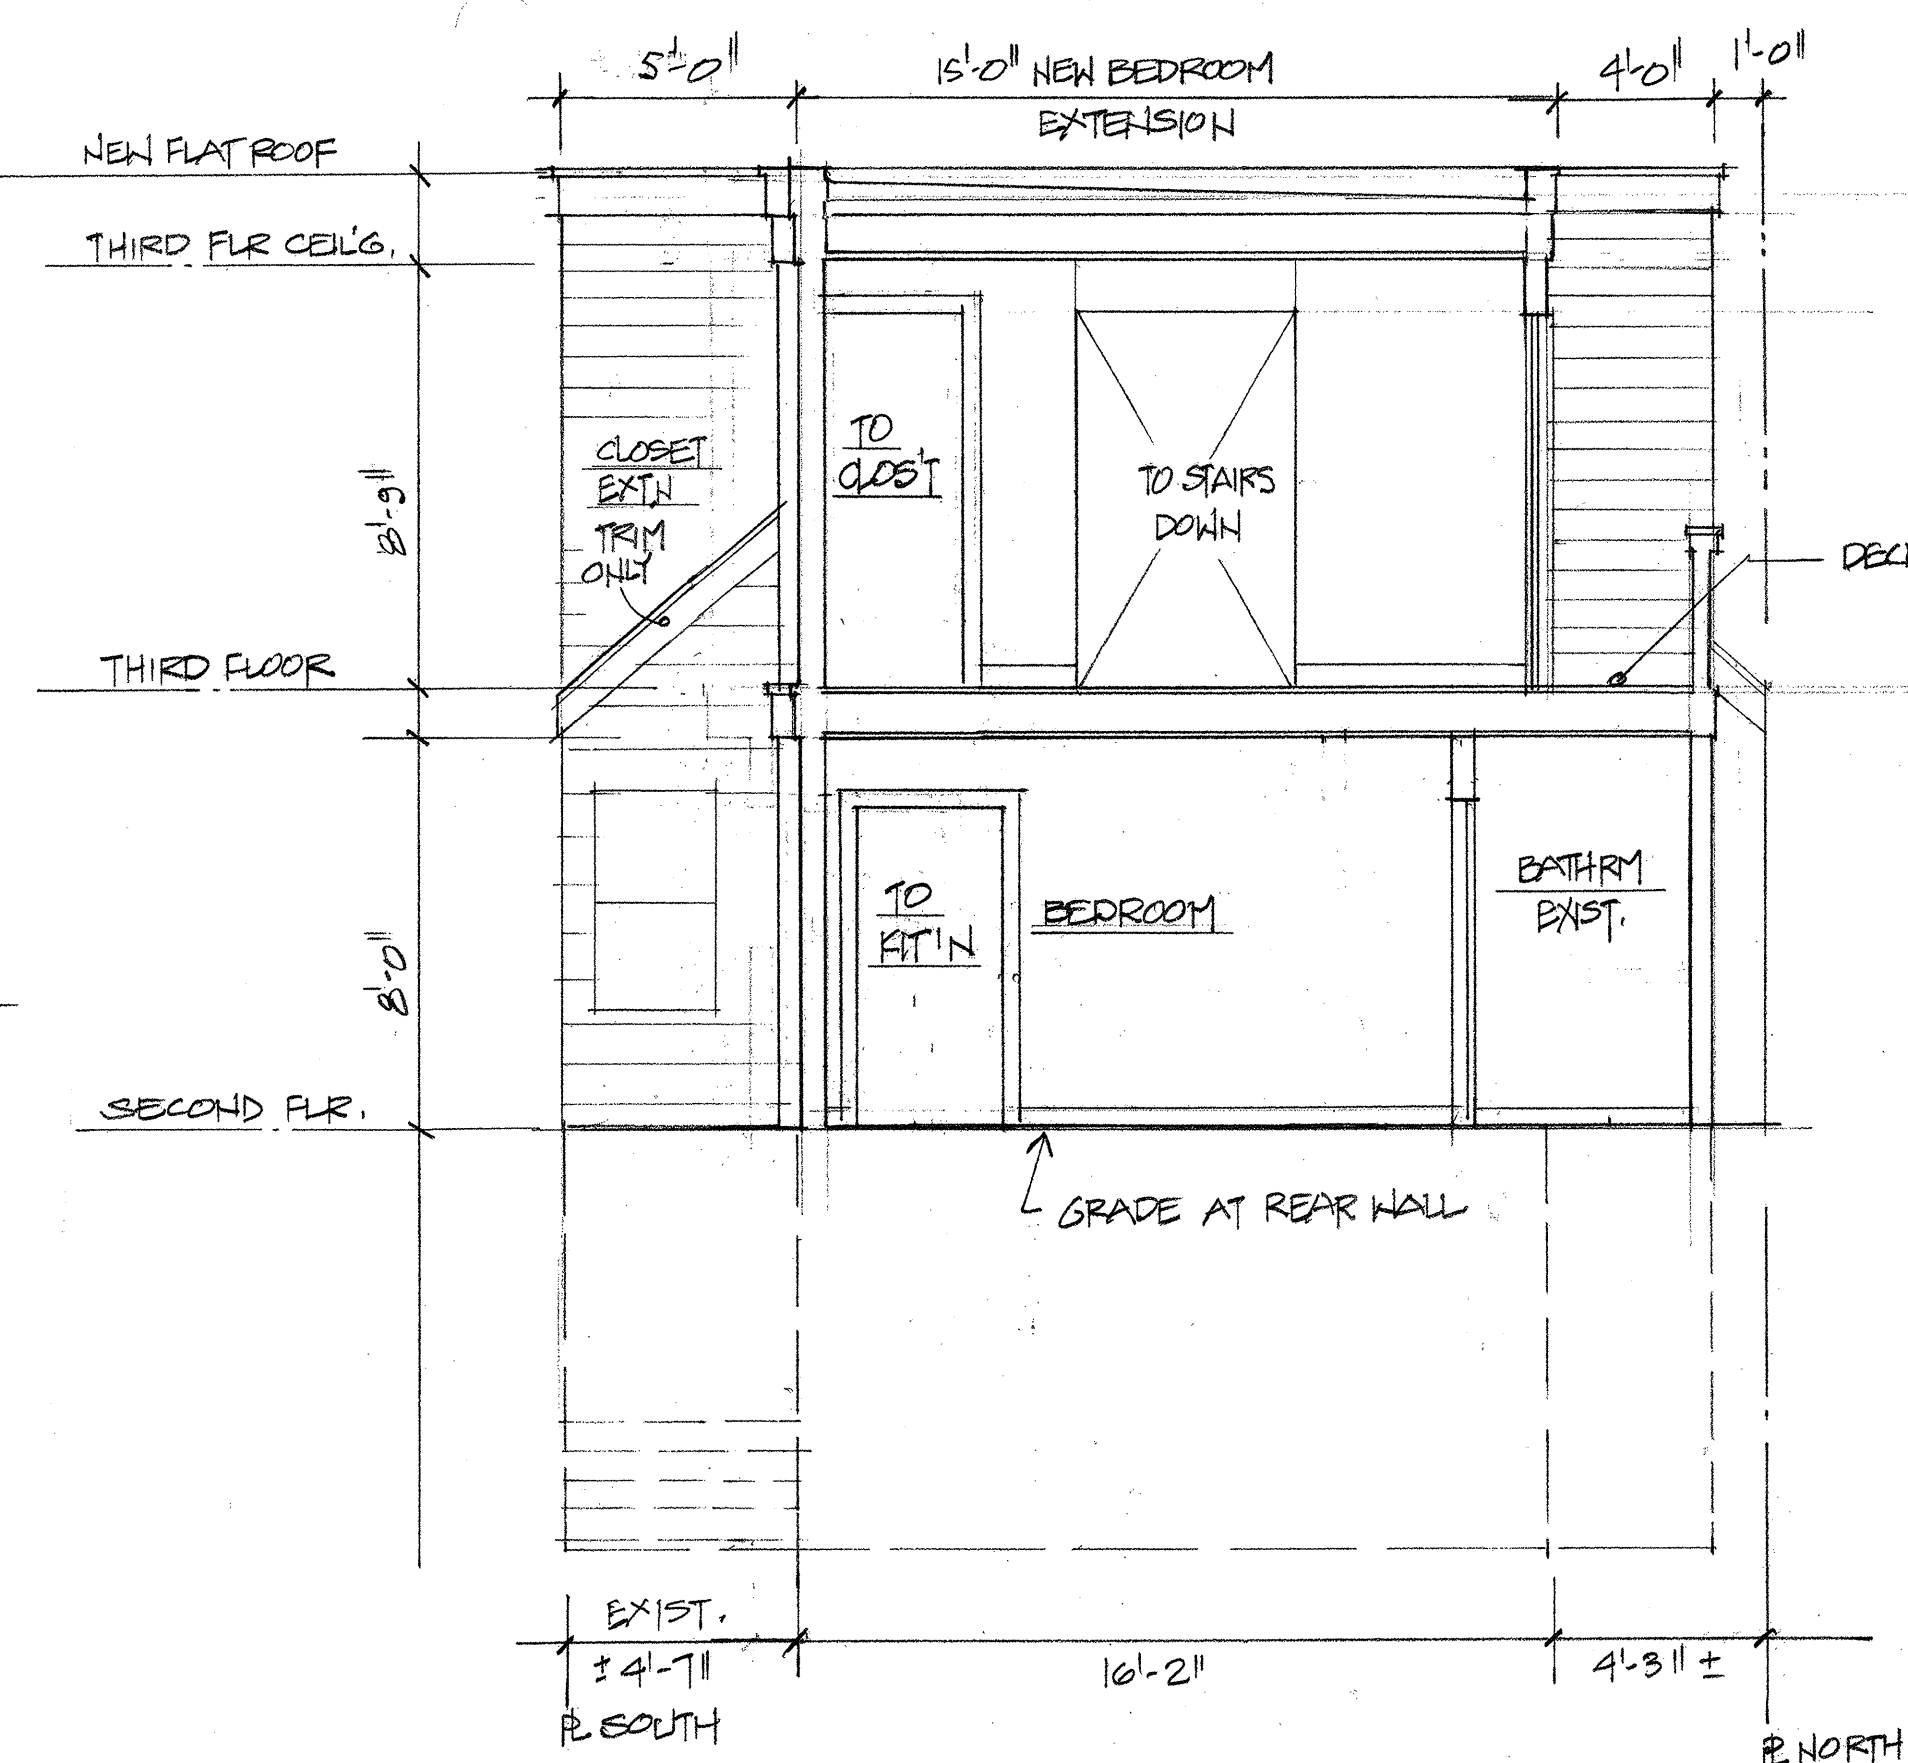 5'-0"
15'-0" NEW BEDROOM
EXTENSION
4'-0"
1'-0"
NEW FLAT ROOF
THIRD FLR CEIL'G.
8'-9"
CLOSET
EXT.N
TRIM
ONLY
TO
CLOS'T
TO STAIRS
DOWN
DECK
THIRD FLOOR
8'-0"
TO
KIT'N
BEDROOM
BATHRM
EXIST.
SECOND FLR.
GRADE AT REAR WALL
EXIST.
± 4'-7"
16'-2"
4'-3" ±
PL SOUTH
PL NORTH